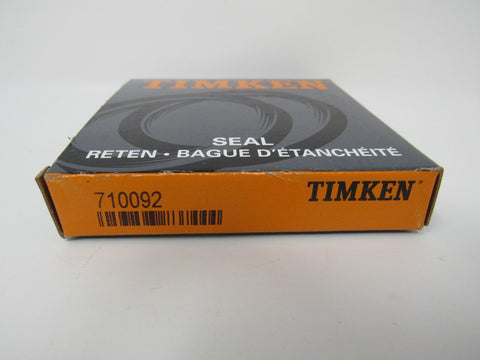 TIMKEN
SEAL
RETEN • BAGUE D'ÉTANCHÉITÉ
710092
TIMKEN®